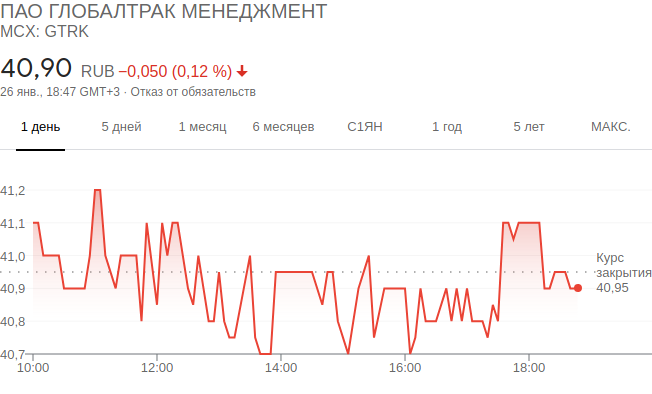 ПАО ГЛОБАЛТРАК МЕНЕДЖМЕНТ
MCX: GTRK
40,90 RUB −0,050 (0,12 %)
26 янв., 18:47 GMT+3 · Отказ от обязательств
1 день 5 дней 1 месяц 6 месяцев С1ЯН 1 год 5 лет МАКС.
41,2
41,1
41,0
40,9
40,8
40,7
Курс
закрытия
40,95
10:00 12:00 14:00 16:00 18:00